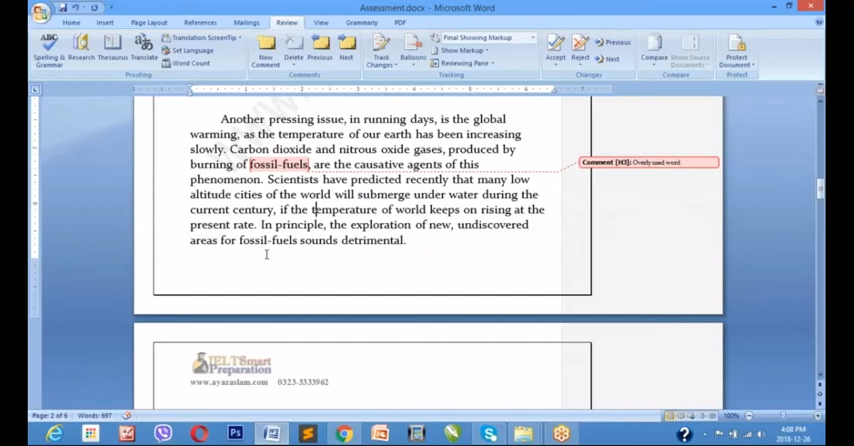 Assessment.docx - Microsoft Word
Home Insert Page Layout References Mailings Review View Grammarly PDF
Spelling & Grammar Research Thesaurus Translate
Translation ScreenTip
Set Language
Word Count
Proofing
New Comment Delete Previous Next
Comments
Track Changes Balloons
Final Showing Markup
Show Markup
Reviewing Pane
Tracking
Accept Reject Previous
Next
Changes
Compare Show Source Documents
Compare
Protect Document
Protect
Another pressing issue, in running days, is the global
warming, as the temperature of our earth has been increasing
slowly. Carbon dioxide and nitrous oxide gases, produced by
burning of fossil-fuels, are the causative agents of this
phenomenon. Scientists have predicted recently that many low
altitude cities of the world will submerge under water during the
current century, if the temperature of world keeps on rising at the
present rate. In principle, the exploration of new, undiscovered
areas for fossil-fuels sounds detrimental.
Comment [H3]: Overly used word
IELTSmart
Preparation
www.ayazaslam.com 0323-3333962
Page: 2 of 6 Words: 697 100%
4:08 PM
2018-12-26